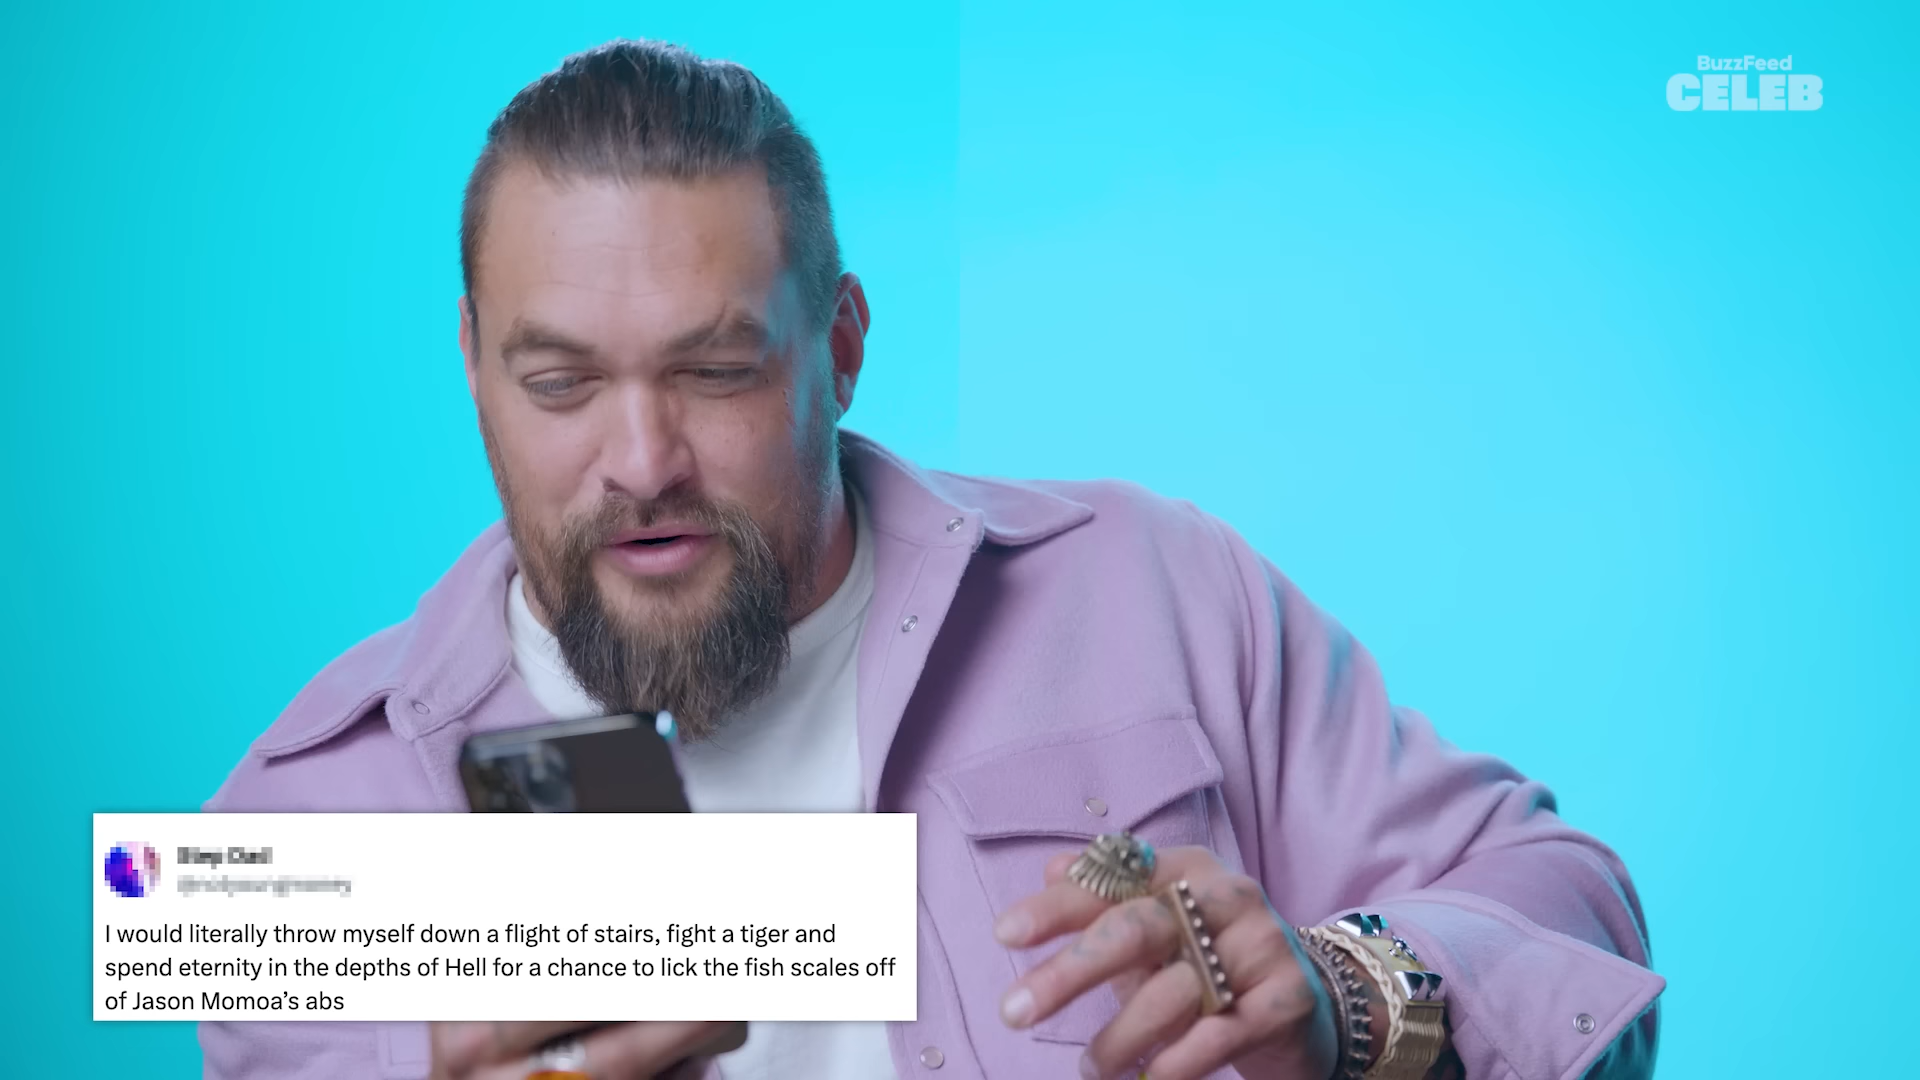 BuzzFeed
CELEB
I would literally throw myself down a flight of stairs, fight a tiger and
spend eternity in the depths of Hell for a chance to lick the fish scales off
of Jason Momoa’s abs